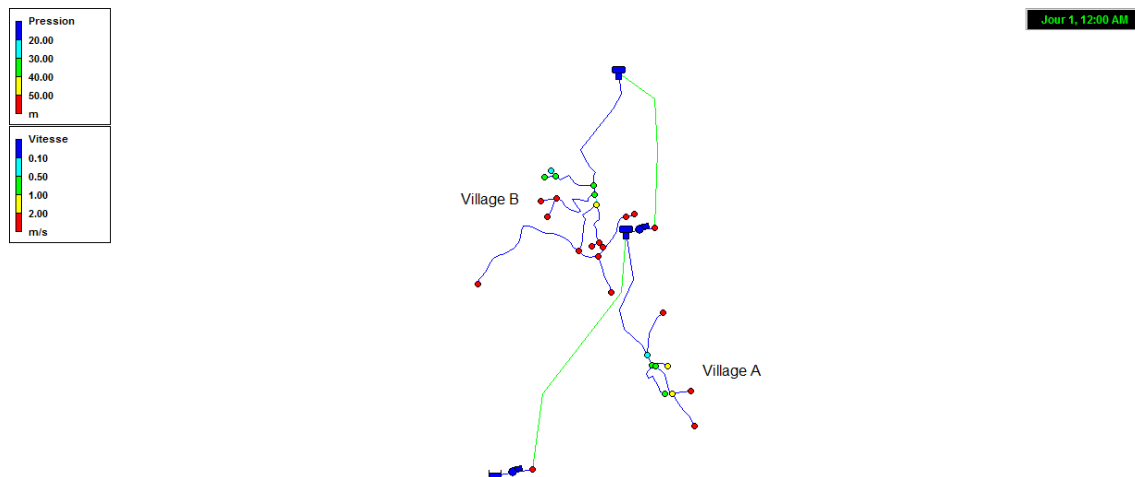 Pression
20.00
30.00
40.00
50.00
m
Vitesse
0.10
0.50
1.00
2.00
m/s
Jour 1, 12:00 AM
Village B
Village A